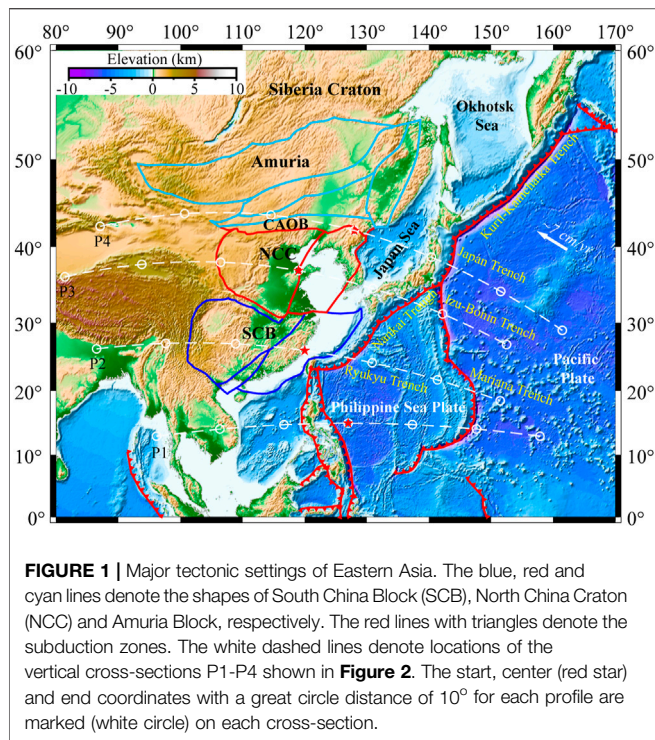 80° 90° 100° 110° 120° 130° 140° 150° 160° 170°
60° 60°
Elevation (km)
-10 -5 0 5 10
Siberia Craton
Okhotsk
Sea
50° 50°
Amuria
Kuril-Kamchatka Trench
CAOB
P4
~7 cm/yr
40° 40°
NCC
Japan Sea
Japan Trench
P3
Izu-Bonin Trench
30° 30°
SCB
Nankai Trench
P2
Pacific
Plate
Ryukyu Trench
Mariana Trench
20° 20°
Philippine Sea Plate
P1
10° 10°
0° 0°
FIGURE 1 | Major tectonic settings of Eastern Asia. The blue, red and
cyan lines denote the shapes of South China Block (SCB), North China Craton
(NCC) and Amuria Block, respectively. The red lines with triangles denote the
subduction zones. The white dashed lines denote locations of the
vertical cross-sections P1-P4 shown in Figure 2. The start, center (red star)
and end coordinates with a great circle distance of 10° for each profile are
marked (white circle) on each cross-section.